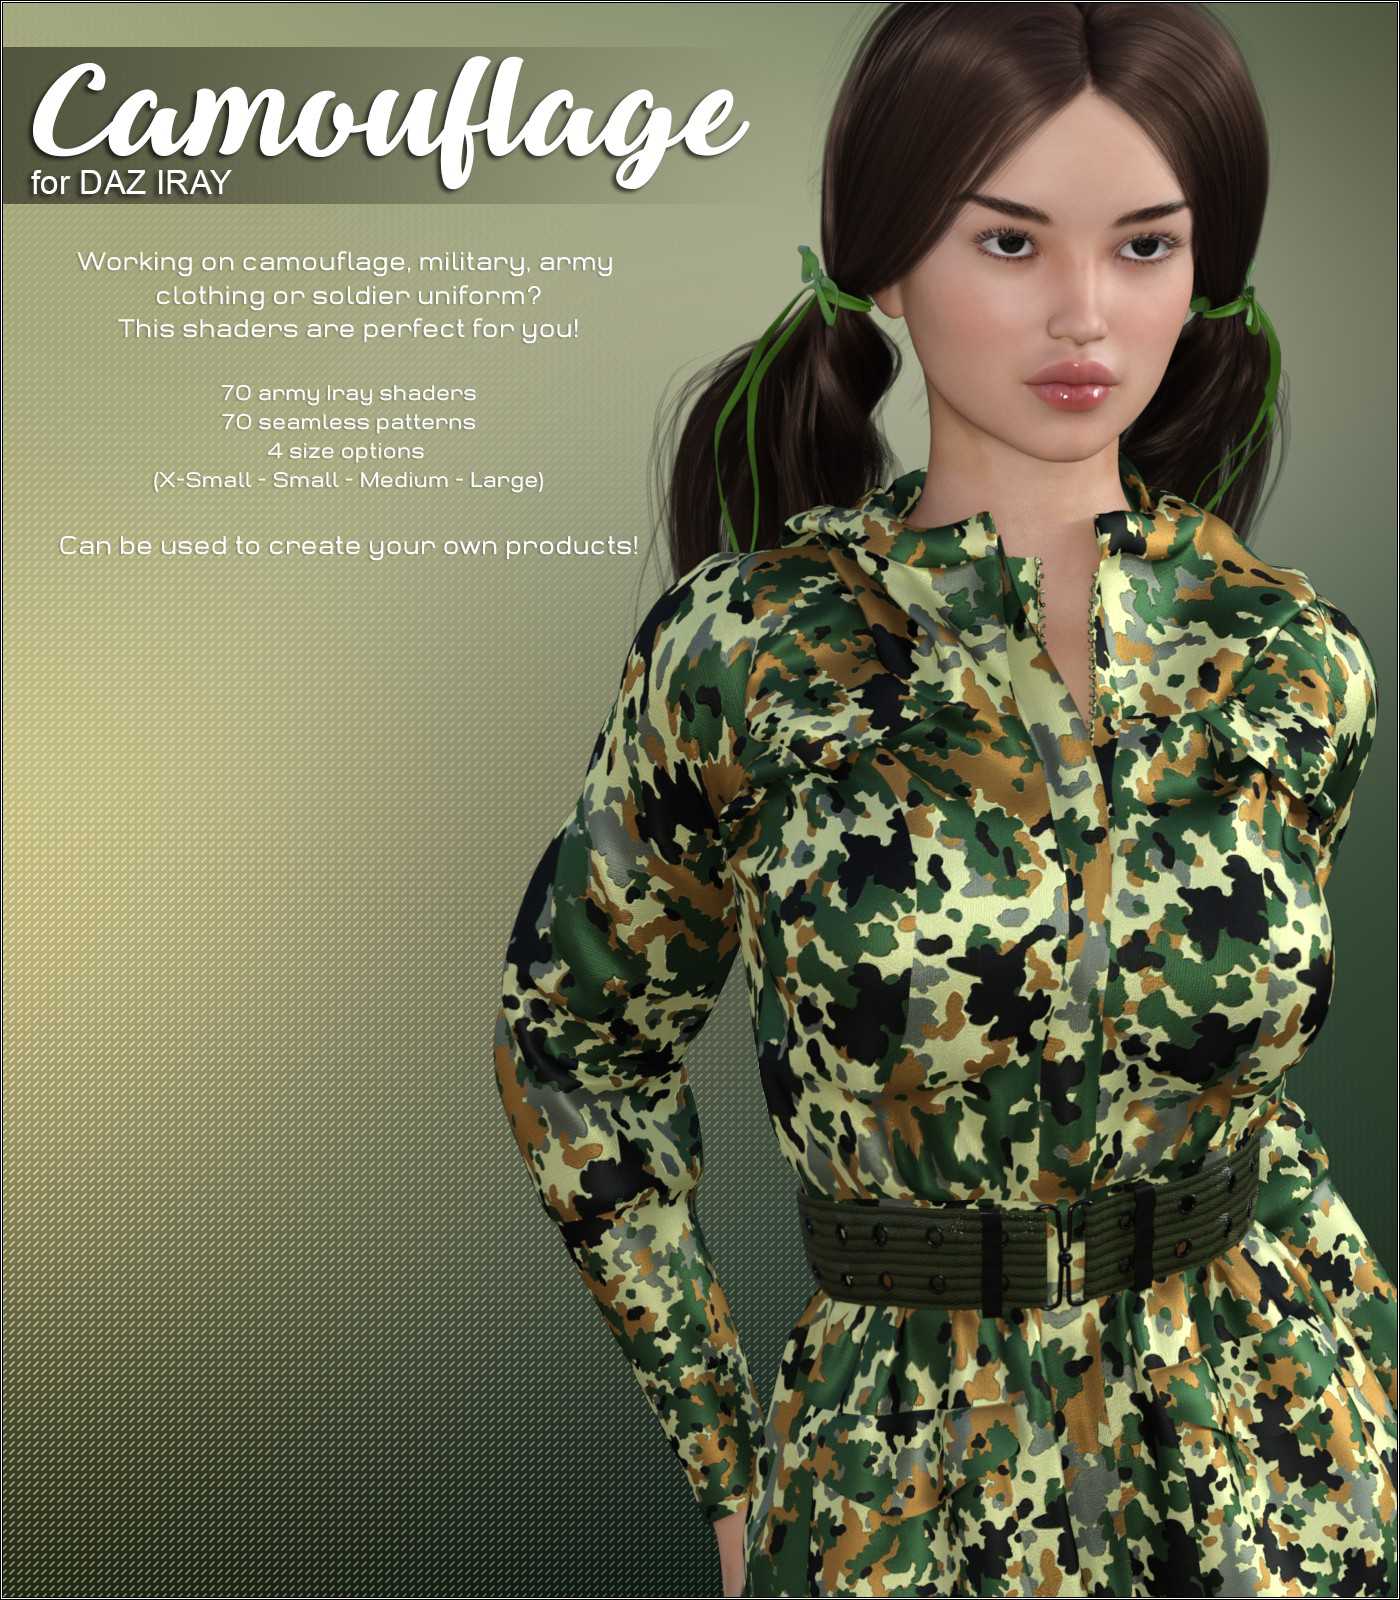 Camouflage
for DAZ IRAY
Working on camouflage, military, army
clothing or soldier uniform?
This shaders are perfect for you!
70 army Iray shaders
70 seamless patterns
4 size options
(X-Small - Small - Medium - Large)
Can be used to create your own products!